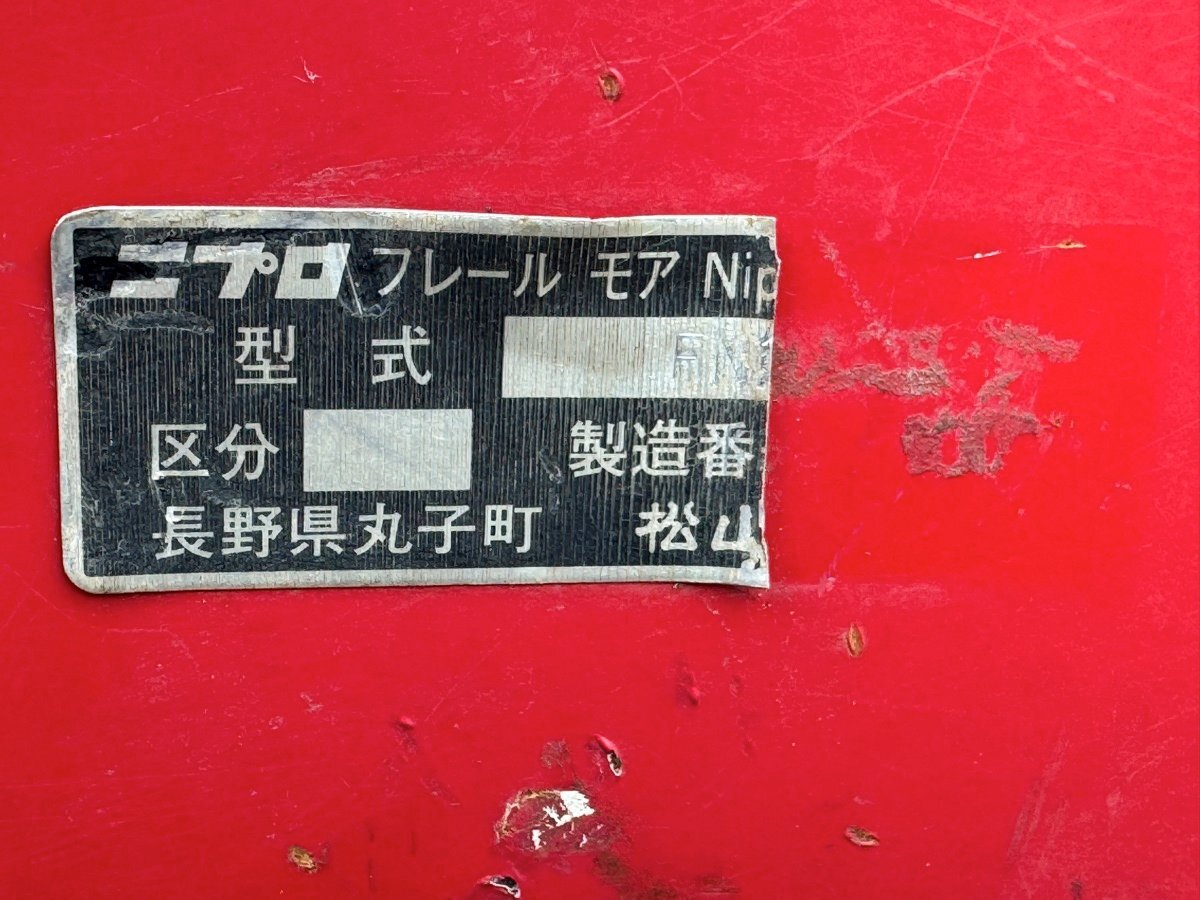 ニプロ フレール モア Nip
型式
区分 製造番
長野県丸子町 松山